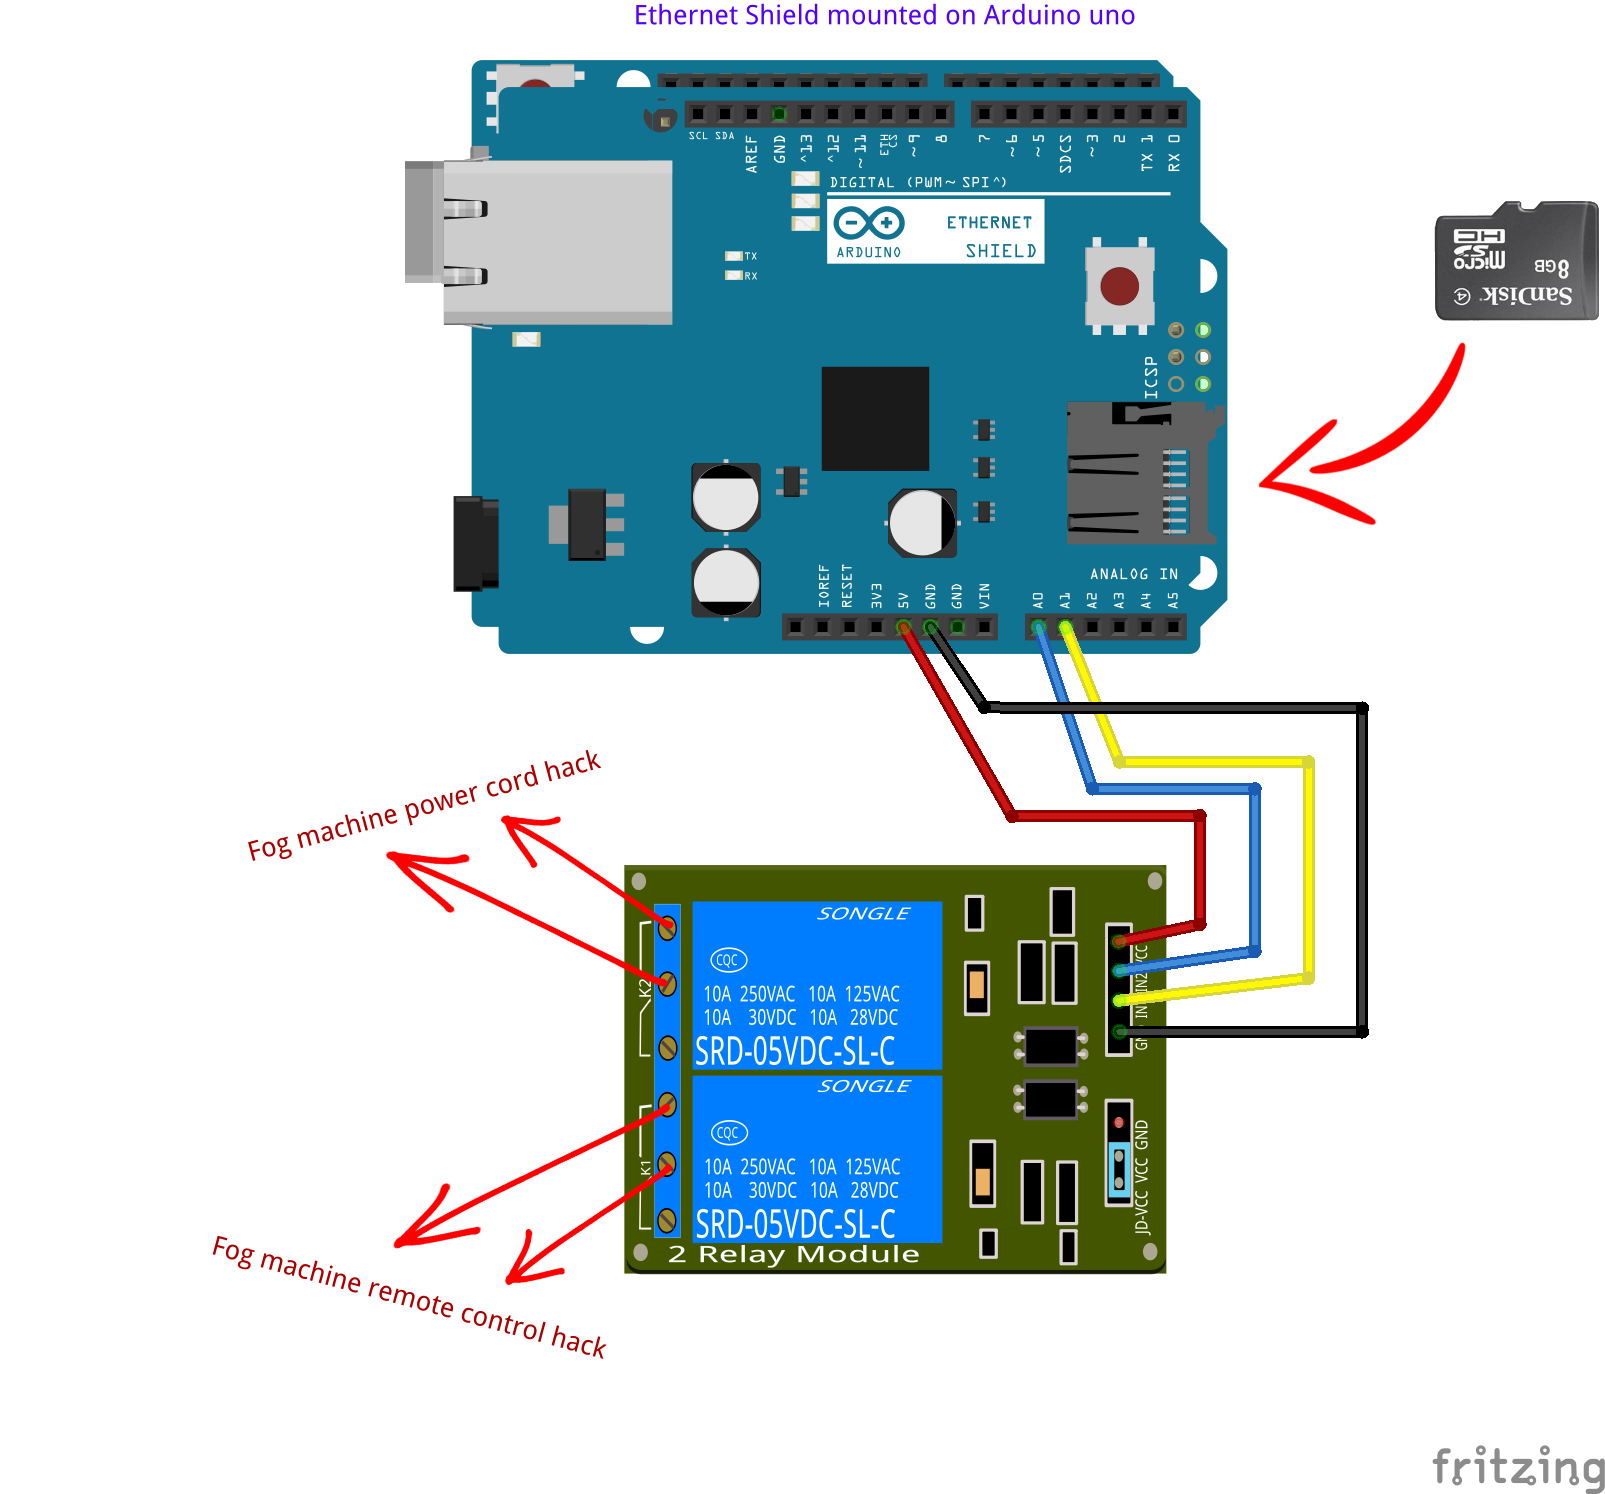 Ethernet Shield mounted on Arduino uno
SCL SDA AREF GND ^13 ^12 ~11 ETH CS ~9 8 7 ~6 ~5 SDCS ~3 2 TX 1 RX 0
DIGITAL (PWM~ SPI^)
ARDUINO
ETHERNET
SHIELD
TX
RX
ICSP
SanDisk 4
8GB
micro SD HC
ANALOG IN
IOREF RESET 3V3 5V GND GND VIN A0 A1 A2 A3 A4 A5
Fog machine power cord hack
K2
SONGLE
CQC
10A 250VAC 10A 125VAC
10A 30VDC 10A 28VDC
SRD-05VDC-SL-C
GND IN1 IN2 VCC
K1
SONGLE
CQC
10A 250VAC 10A 125VAC
10A 30VDC 10A 28VDC
SRD-05VDC-SL-C
JD-VCC VCC GND
2 Relay Module
Fog machine remote control hack
fritzing